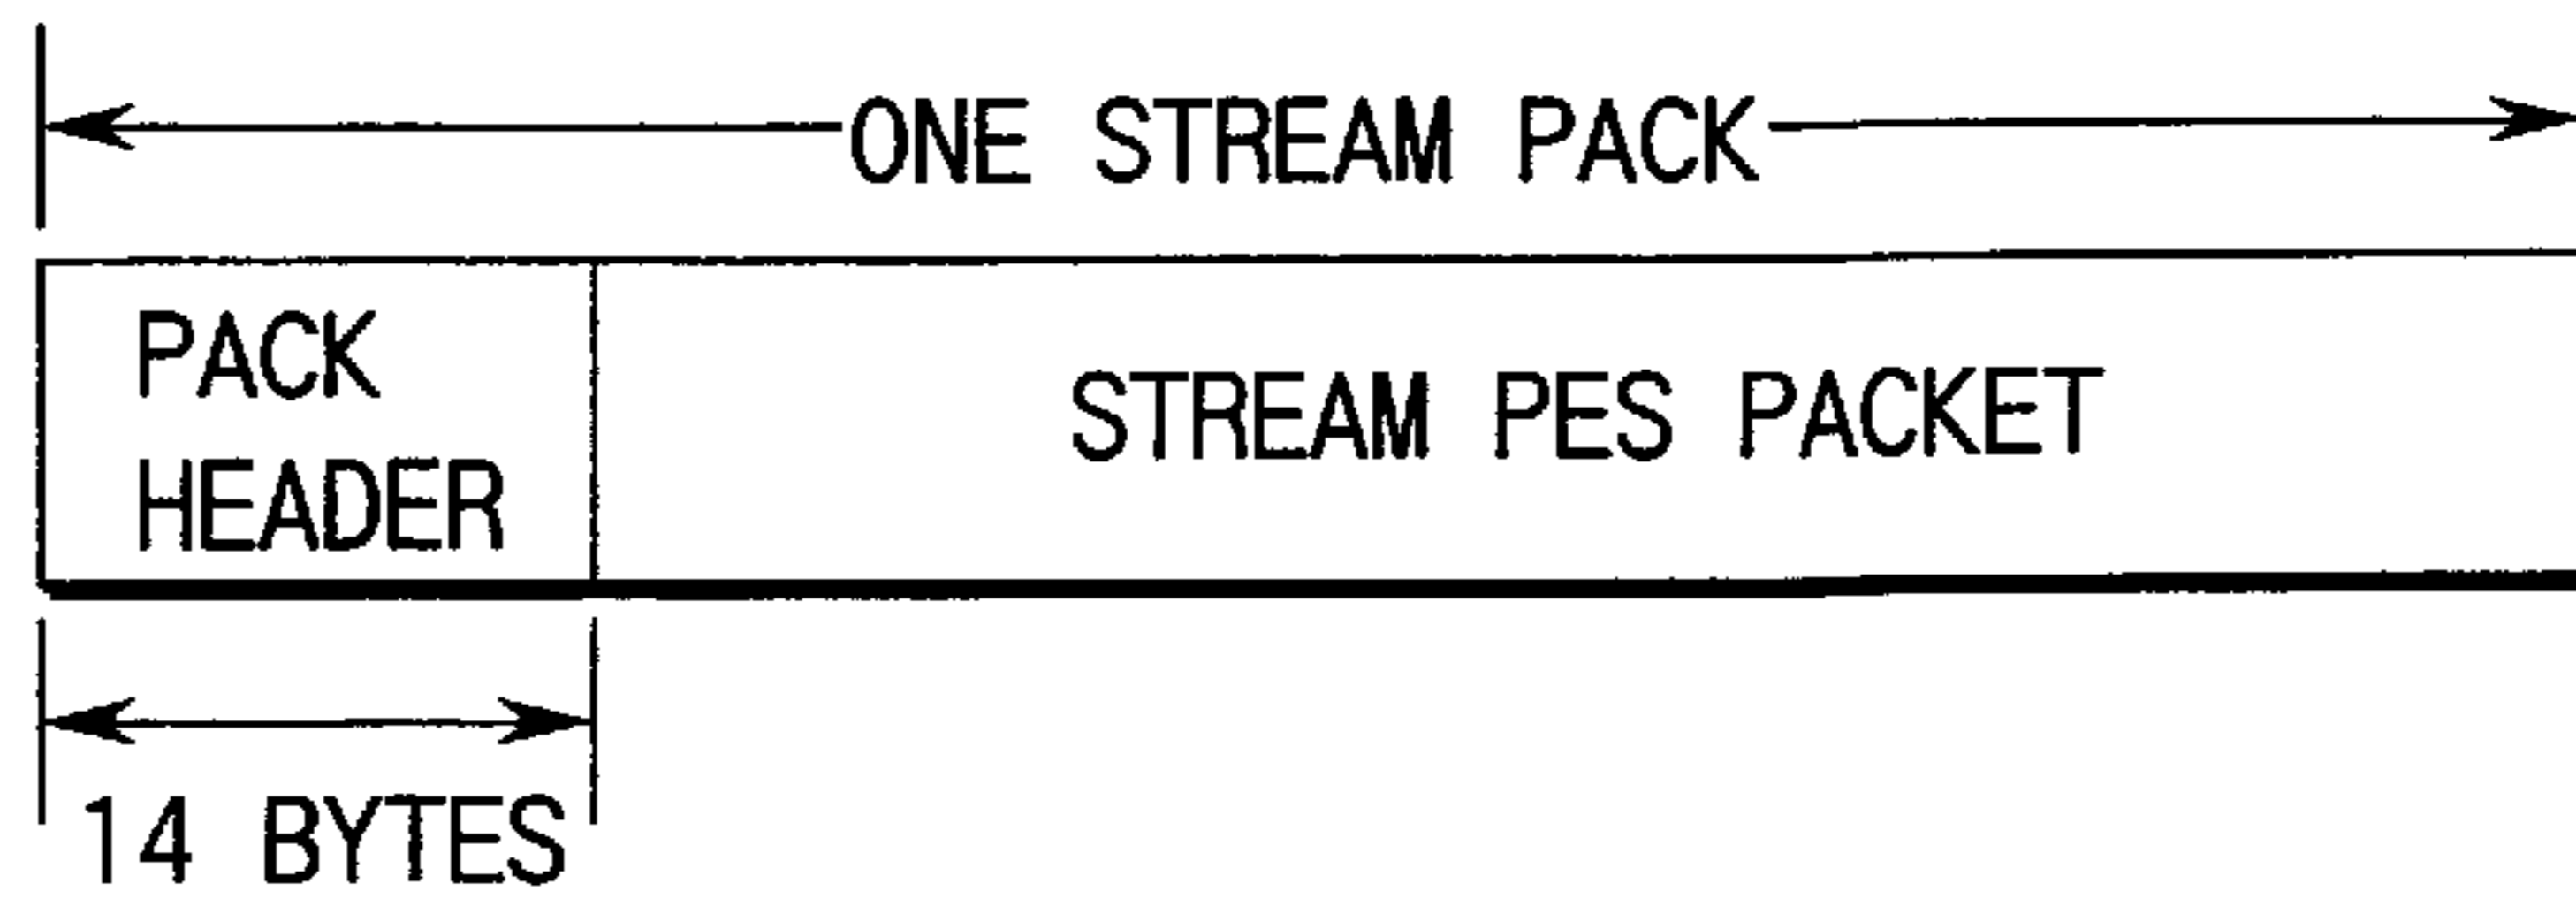 ONE STREAM PACK
PACK
HEADER
STREAM PES PACKET
14 BYTES